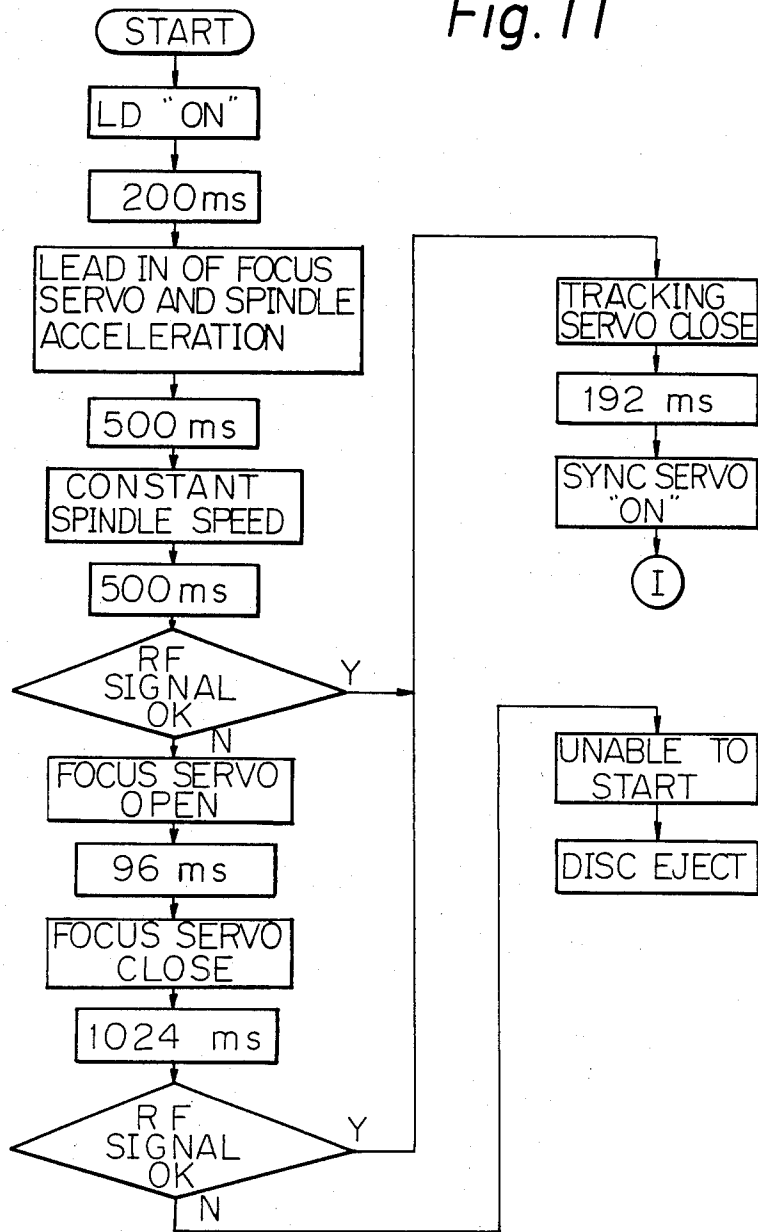 Fig. 11
START
LD "ON"
200ms
LEAD IN OF FOCUS
SERVO AND SPINDLE
ACCELERATION
500ms
CONSTANT
SPINDLE SPEED
500ms
RF
SIGNAL
OK
Y
N
FOCUS SERVO
OPEN
96 ms
FOCUS SERVO
CLOSE
1024 ms
RF
SIGNAL
OK
Y
N
TRACKING
SERVO CLOSE
192 ms
SYNC SERVO
"ON"
I
UNABLE TO
START
DISC EJECT